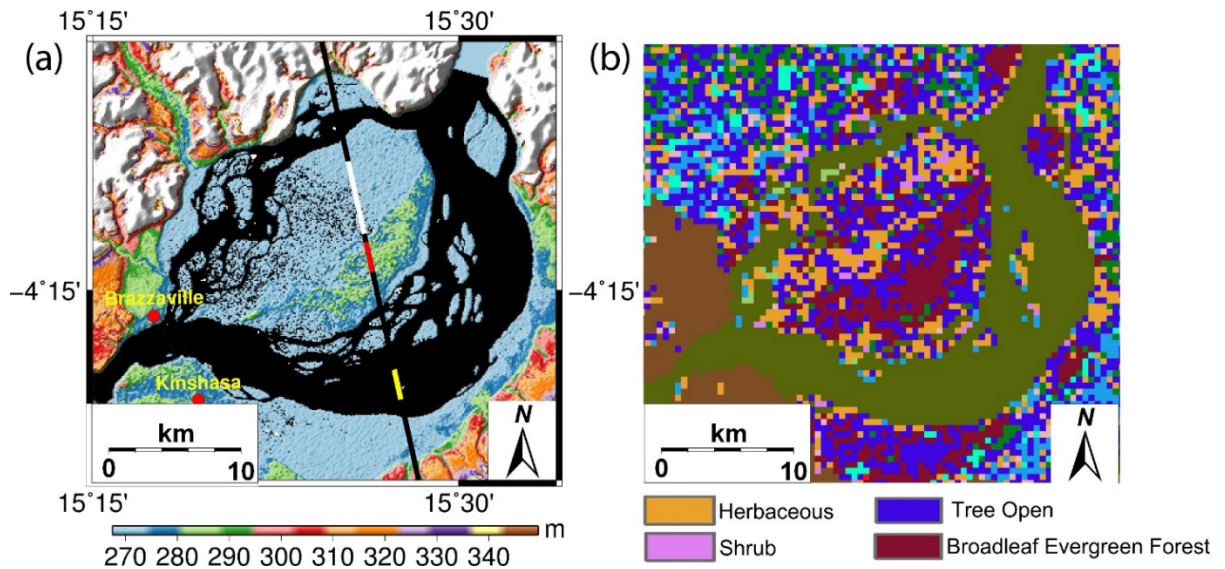 15°15' 15°30'
(a) (b)
−4°15' −4°15'
Brazzaville
Kinshasa
km N km N
0 10 0 10
15°15' 15°30'
m
270 280 290 300 310 320 330 340
Herbaceous Tree Open
Shrub Broadleaf Evergreen Forest